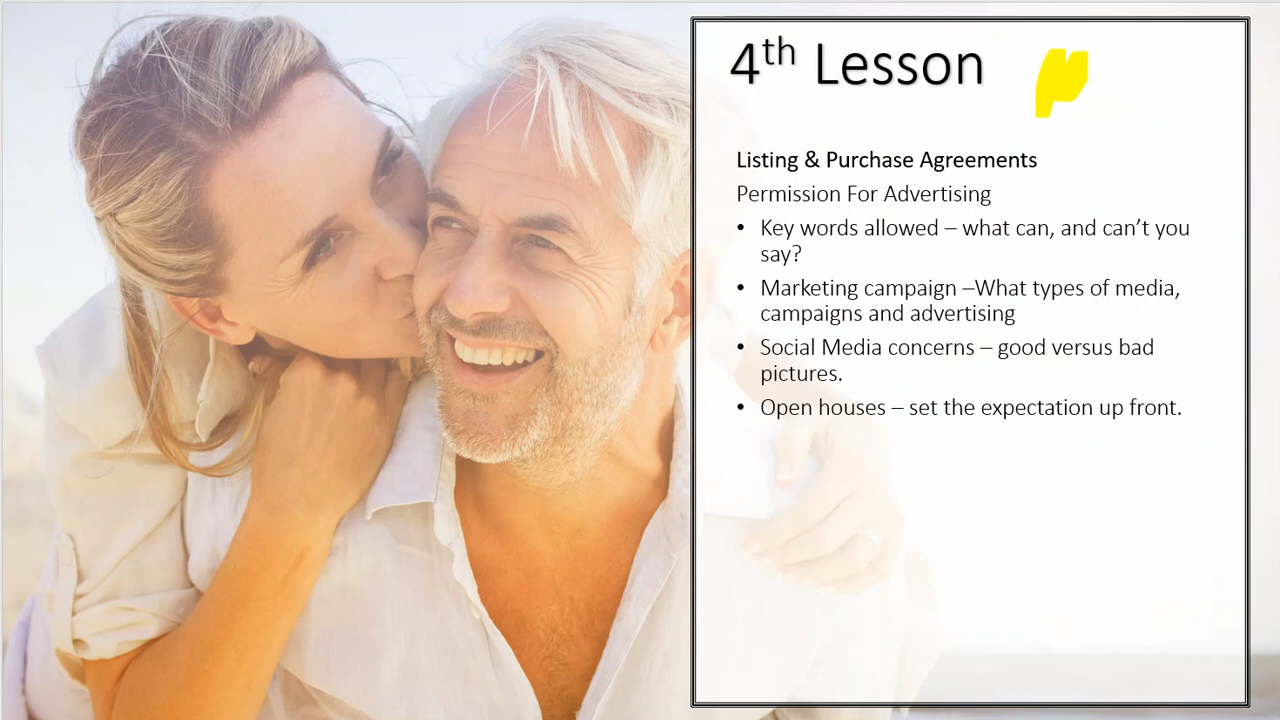 4th Lesson
Listing & Purchase Agreements
Permission For Advertising
• Key words allowed – what can, and can’t you
say?
• Marketing campaign –What types of media,
campaigns and advertising
• Social Media concerns – good versus bad
pictures.
• Open houses – set the expectation up front.